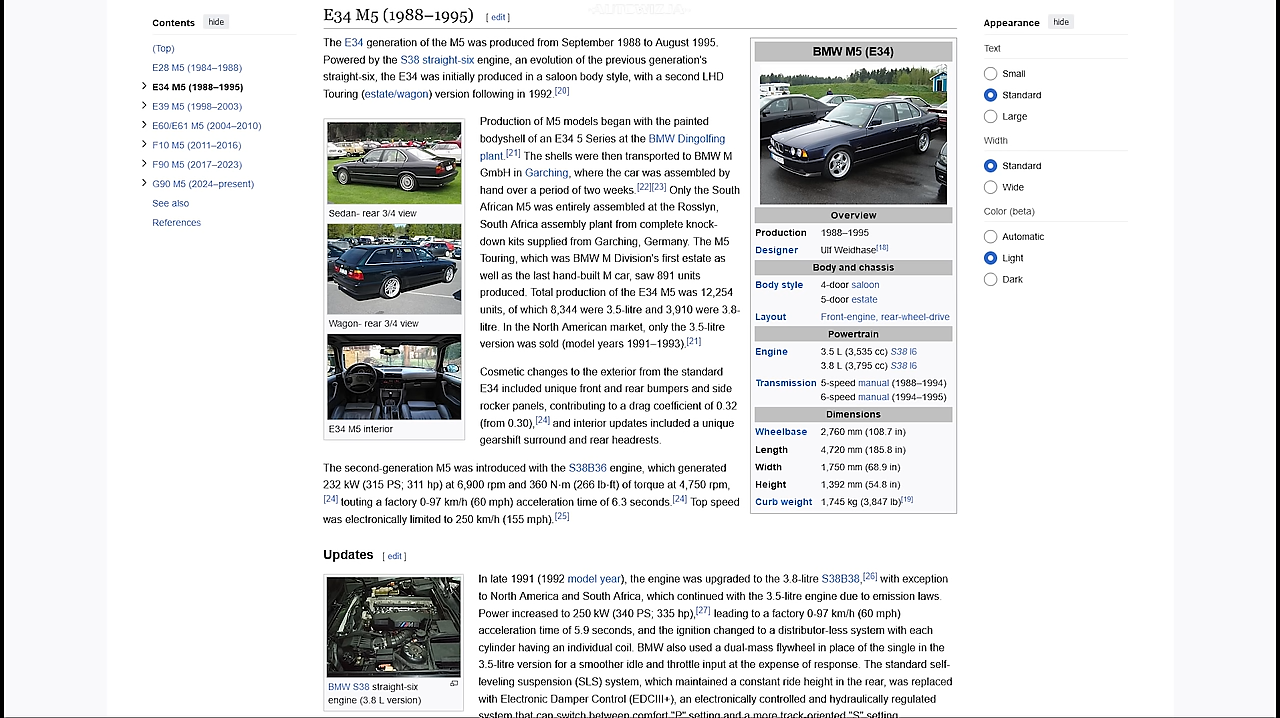 Contents hide
(Top)
E28 M5 (1984–1988)
E34 M5 (1988–1995)
E39 M5 (1998–2003)
E60/E61 M5 (2004–2010)
F10 M5 (2011–2016)
F90 M5 (2017–2023)
G90 M5 (2024–present)
See also
References
E34 M5 (1988–1995) [ edit ]
The E34 generation of the M5 was produced from September 1988 to August 1995.
Powered by the S38 straight-six engine, an evolution of the previous generation's
straight-six, the E34 was initially produced in a saloon body style, with a second LHD
Touring (estate/wagon) version following in 1992.[20]
Sedan- rear 3/4 view
Wagon- rear 3/4 view
E34 M5 interior
Production of M5 models began with the painted
bodyshell of an E34 5 Series at the BMW Dingolfing
plant.[21] The shells were then transported to BMW M
GmbH in Garching, where the car was assembled by
hand over a period of two weeks.[22][23] Only the South
African M5 was entirely assembled at the Rosslyn,
South Africa assembly plant from complete knock-
down kits supplied from Garching, Germany. The M5
Touring, which was BMW M Division's first estate as
well as the last hand-built M car, saw 891 units
produced. Total production of the E34 M5 was 12,254
units, of which 8,344 were 3.5-litre and 3,910 were 3.8-
litre. In the North American market, only the 3.5-litre
version was sold (model years 1991–1993).[21]
Cosmetic changes to the exterior from the standard
E34 included unique front and rear bumpers and side
rocker panels, contributing to a drag coefficient of 0.32
(from 0.30),[24] and interior updates included a unique
gearshift surround and rear headrests.
The second-generation M5 was introduced with the S38B36 engine, which generated
232 kW (315 PS; 311 hp) at 6,900 rpm and 360 N·m (266 lb·ft) of torque at 4,750 rpm,
[24] touting a factory 0-97 km/h (60 mph) acceleration time of 6.3 seconds.[24] Top speed
was electronically limited to 250 km/h (155 mph).[25]
BMW M5 (E34)
Overview
Production 1988–1995
Designer Ulf Weidhase[18]
Body and chassis
Body style 4-door saloon
5-door estate
Layout Front-engine, rear-wheel-drive
Powertrain
Engine 3.5 L (3,535 cc) S38 I6
3.8 L (3,795 cc) S38 I6
Transmission 5-speed manual (1988–1994)
6-speed manual (1994–1995)
Dimensions
Wheelbase 2,760 mm (108.7 in)
Length 4,720 mm (185.8 in)
Width 1,750 mm (68.9 in)
Height 1,392 mm (54.8 in)
Curb weight 1,745 kg (3,847 lb)[19]
Updates [ edit ]
BMW S38 straight-six
engine (3.8 L version)
In late 1991 (1992 model year), the engine was upgraded to the 3.8-litre S38B38,[26] with exception
to North America and South Africa, which continued with the 3.5-litre engine due to emission laws.
Power increased to 250 kW (340 PS; 335 hp),[27] leading to a factory 0-97 km/h (60 mph)
acceleration time of 5.9 seconds, and the ignition changed to a distributor-less system with each
cylinder having an individual coil. BMW also used a dual-mass flywheel in place of the single in the
3.5-litre version for a smoother idle and throttle input at the expense of response. The standard self-
leveling suspension (SLS) system, which maintained a constant ride height in the rear, was replaced
with Electronic Damper Control (EDCIII+), an electronically controlled and hydraulically regulated
system that can switch between comfort "P" setting and a more track-oriented "S" setting.
Appearance hide
Text
Small
Standard
Large
Width
Standard
Wide
Color (beta)
Automatic
Light
Dark